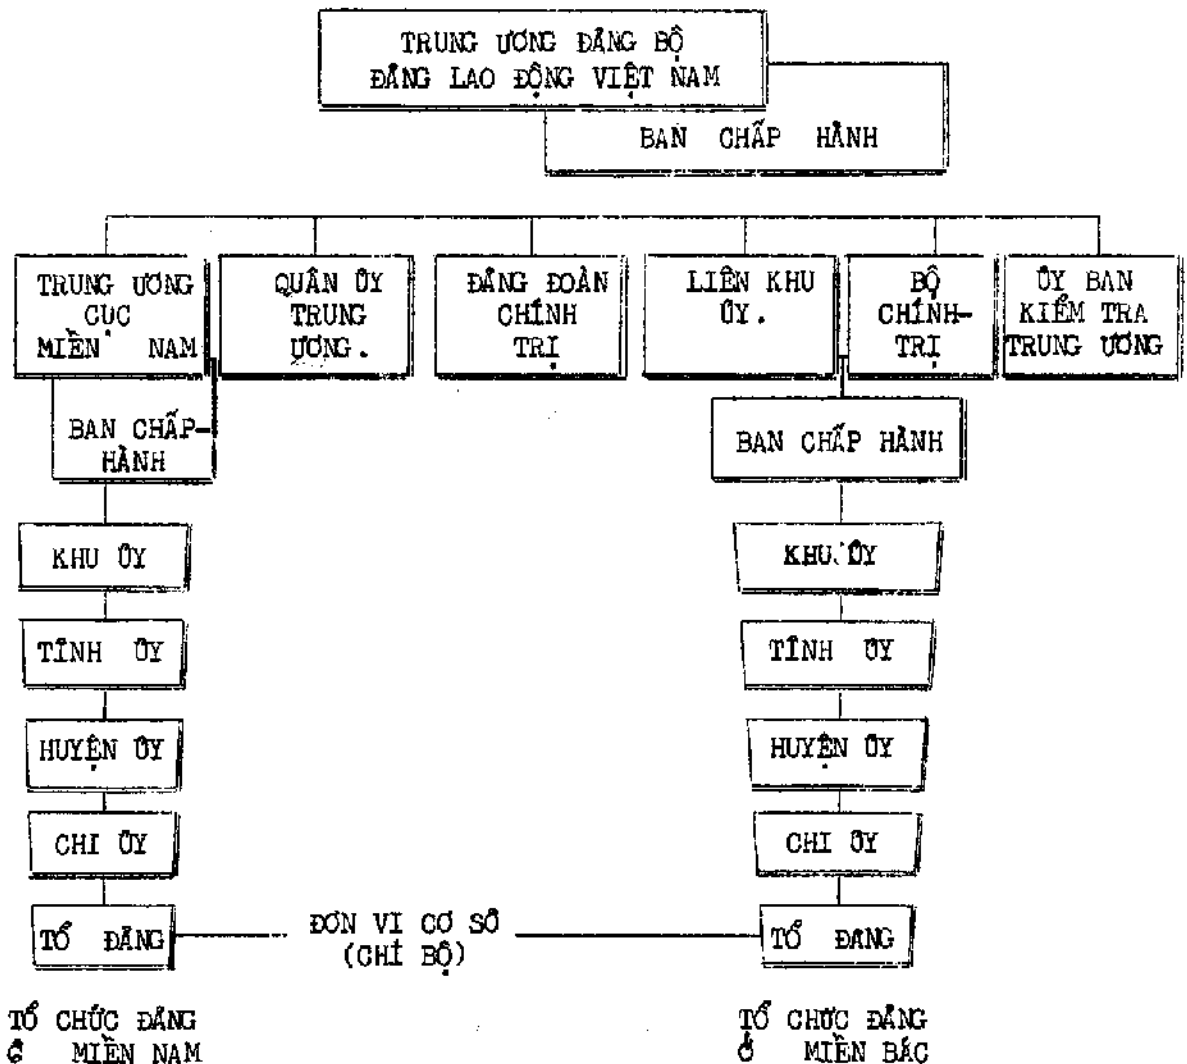 TRUNG ƯƠNG ĐẢNG BỘ
ĐẢNG LAO ĐỘNG VIỆT NAM
BAN CHẤP HÀNH
TRUNG ƯƠNG
CỤC
MIỀN NAM
QUÂN ỦY
TRUNG
ƯƠNG.
ĐẢNG ĐOÀN
CHÍNH
TRỊ
LIÊN KHU
ỦY.
BỘ
CHÍNH-
TRỊ
ỦY BAN
KIỂM TRA
TRUNG ƯƠNG
BAN CHẤP-
HÀNH
BAN CHẤP HÀNH
KHU ỦY
KHU ỦY
TỈNH ỦY
TỈNH ỦY
HUYỆN ỦY
HUYỆN ỦY
CHI ỦY
CHI ỦY
TỔ ĐẢNG
ĐƠN VI CƠ SỞ
(CHI BỘ)
TỔ ĐẢNG
TỔ CHỨC ĐẢNG
Ở MIỀN NAM
TỔ CHỨC ĐẢNG
Ở MIỀN BẮC